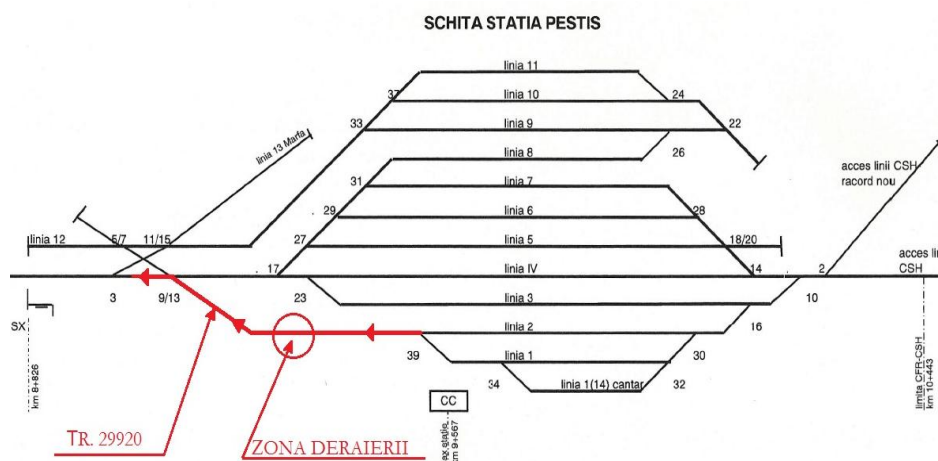 SCHITA STATIA PESTIS
linia 11
37
linia 10
24
33
linia 9
22
linia 13 Marfa
linia 8
26
acces linii CSH
racord nou
31
linia 7
29
linia 6
28
linia 12
5/7
11/15
27
linia 5
18/20
acces lin
CSH
17
linia IV
14
2
3
9/13
23
linia 3
10
SX
linia 2
16
39
linia 1
30
34
linia 1(14) cantar
32
km 8+826
CC
ax statie
km 9+567
limita CFR-CSH
km 10+443
TR. 29920
ZONA DERAIERII